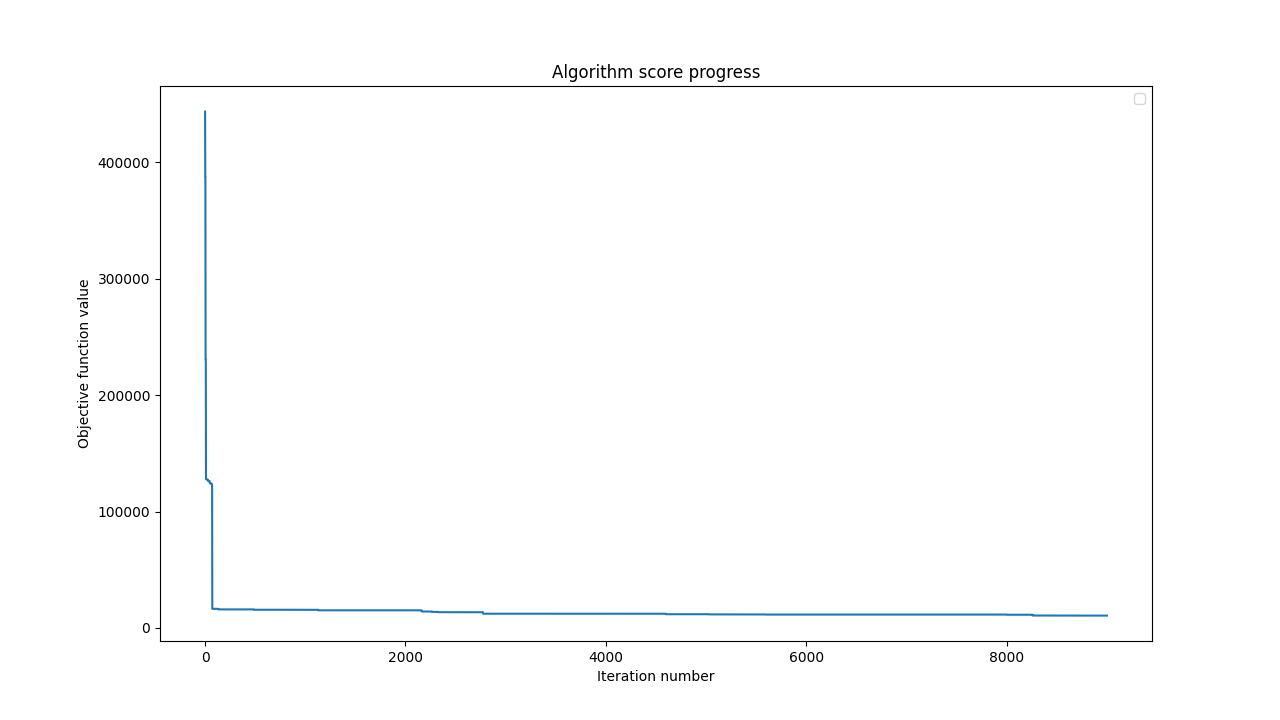 Algorithm score progress
400000
300000
200000
100000
0
Objective function value
0 2000 4000 6000 8000
Iteration number